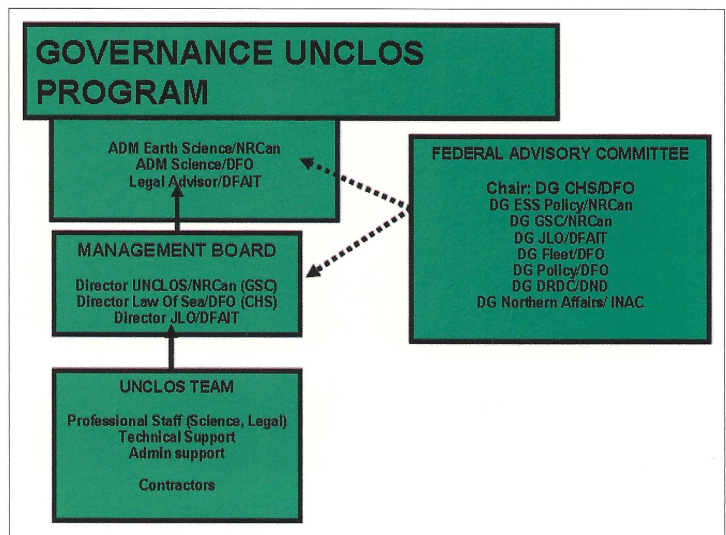 GOVERNANCE UNCLOS
PROGRAM
ADM Earth Science/NRCan
ADM Science/DFO
Legal Advisor/DFAIT
MANAGEMENT BOARD
Director UNCLOS/NRCan (GSC)
Director Law Of Sea/DFO (CHS)
Director JLO/DFAIT
UNCLOS TEAM
Professional Staff (Science, Legal)
Technical Support
Admin support
Contractors
FEDERAL ADVISORY COMMITTEE
Chair: DG CHS/DFO
DG ESS Policy/NRCan
DG GSC/NRCan
DG JLO/DFAIT
DG Fleet/DFO
DG Policy/DFO
DG DRDC/DND
DG Northern Affairs/ INAC